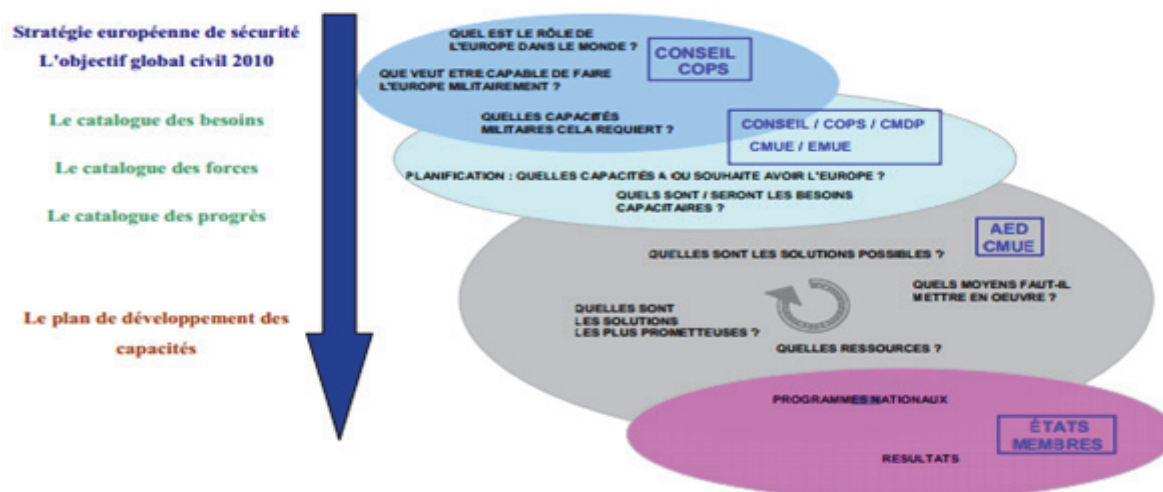 Stratégie européenne de sécurité
L'objectif global civil 2010
Le catalogue des besoins
Le catalogue des forces
Le catalogue des progrès
Le plan de développement des
capacités
QUEL EST LE RÔLE DE
L'EUROPE DANS LE MONDE ?
CONSEIL
COPS
QUE VEUT ETRE CAPABLE DE FAIRE
L'EUROPE MILITAIREMENT ?
QUELLES CAPACITÉS
MILITAIRES CELA REQUIERT ?
CONSEIL / COPS / CMDP
CMUE / EMUE
PLANIFICATION : QUELLES CAPACITÉS A OU SOUHAITE AVOIR L'EUROPE ?
QUELS SONT / SERONT LES BESOINS
CAPACITAIRES ?
AED
CMUE
QUELLES SONT LES SOLUTIONS POSSIBLES ?
QUELS MOYENS FAUT-IL
METTRE EN OEUVRE ?
QUELLES SONT
LES SOLUTIONS
LES PLUS PROMETTEUSES ?
QUELLES RESSOURCES ?
PROGRAMMES NATIONAUX
ÉTATS
MEMBRES
RESULTATS